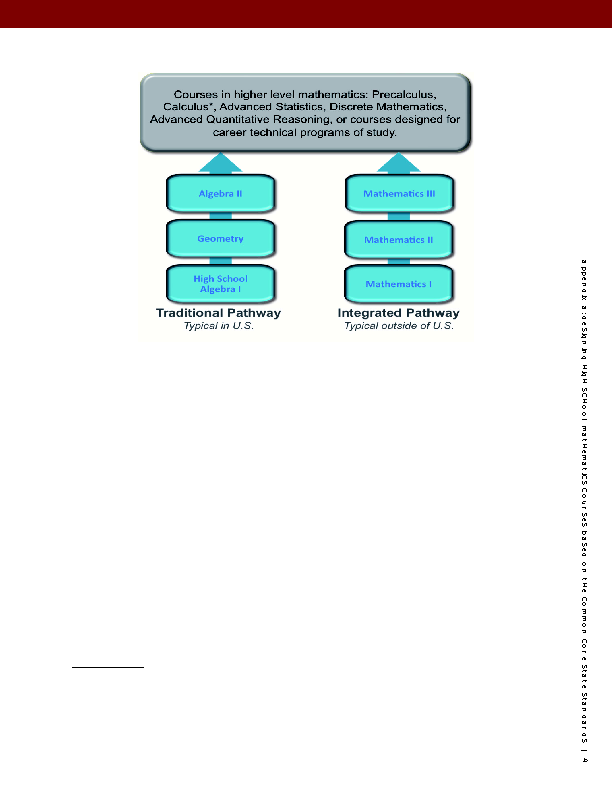 Courses in higher level mathematics: Precalculus,
Calculus*, Advanced Statistics, Discrete Mathematics,
Advanced Quantitative Reasoning, or courses designed for
career technical programs of study.
Algebra II
Geometry
High School
Algebra I
Traditional Pathway
Typical in U.S.
Mathematics III
Mathematics II
Mathematics I
Integrated Pathway
Typical outside of U.S.
appendix a: deSigning HigH SCHool matHematiCS CourSeS baSed on tHe Common Core State StandardS | 4